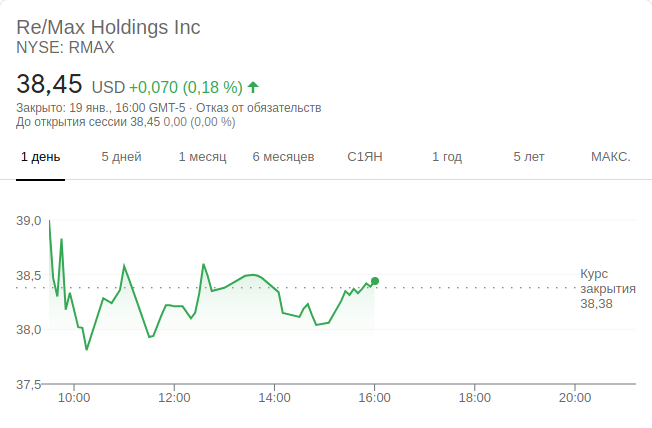 Re/Max Holdings Inc
NYSE: RMAX
38,45 USD +0,070 (0,18 %)
Закрыто: 19 янв., 16:00 GMT-5 · Отказ от обязательств
До открытия сессии 38,45 0,00 (0,00 %)
1 день 5 дней 1 месяц 6 месяцев С1ЯН 1 год 5 лет МАКС.
39,0
38,5
38,0
37,5
Курс
закрытия
38,38
10:00 12:00 14:00 16:00 18:00 20:00